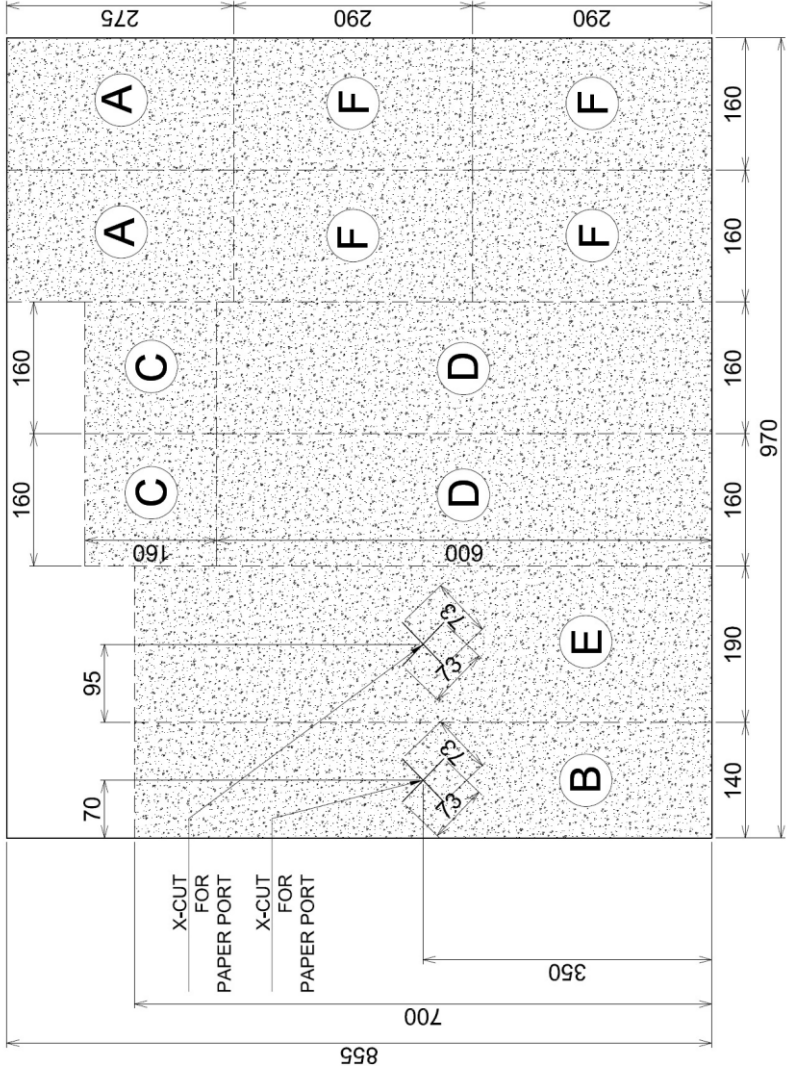 275
290
290
A
A
F
F
F
F
160
160
160
160
C
C
D
D
160
600
160
160
970
95
190
140
70
73
73
73
73
E
B
X-CUT
FOR
PAPER PORT
X-CUT
FOR
PAPER PORT
350
700
855